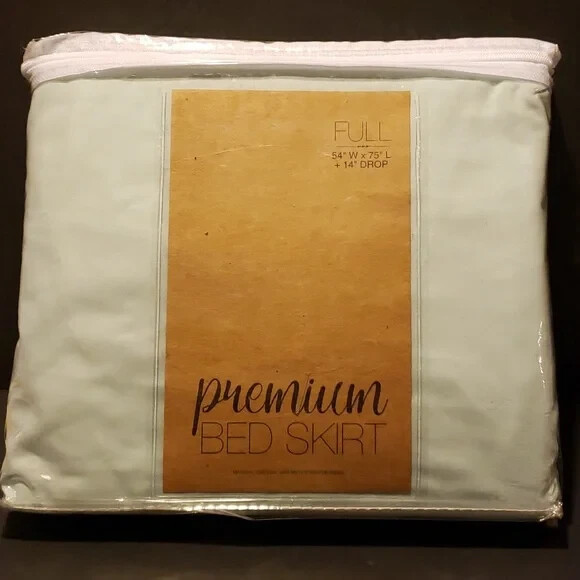 FULL
54" W x 75" L
+ 14" DROP
premium
BED SKIRT